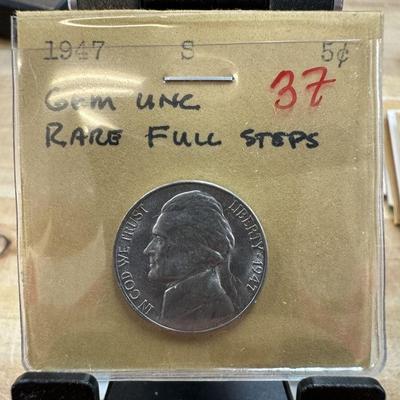 1947 S 5¢
GEM UNC 37
RARE FULL STEPS
IN GOD WE TRUST LIBERTY 1947